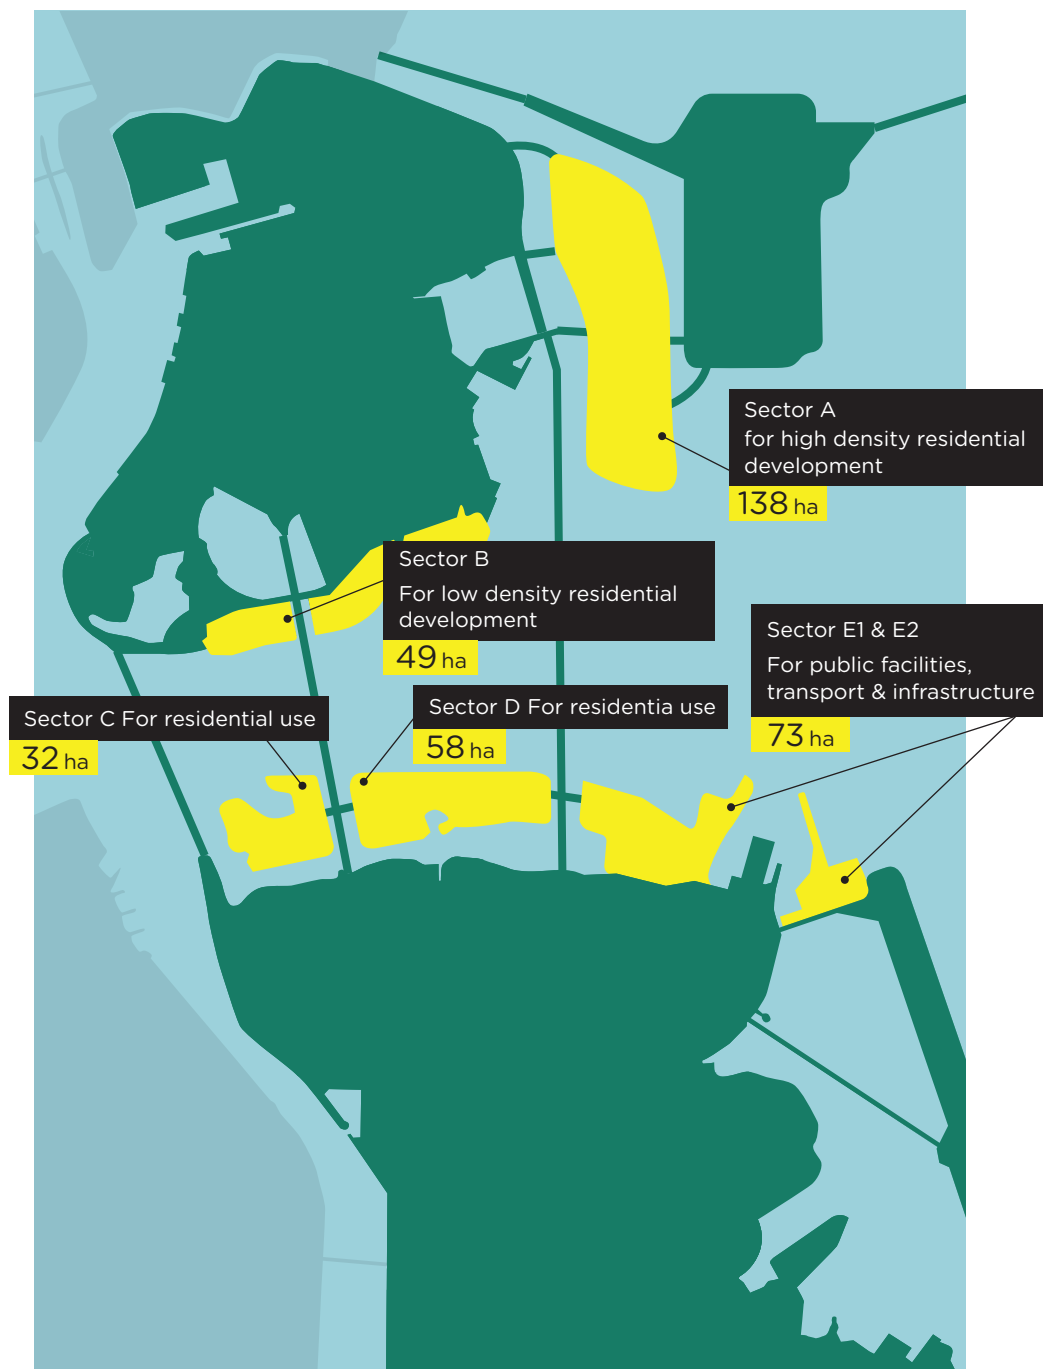 Sector A
for high density residential
development
138 ha
Sector B
For low density residential
development
49 ha
Sector E1 & E2
For public facilities,
transport & infrastructure
73 ha
Sector C For residential use
32 ha
Sector D For residentia use
58 ha